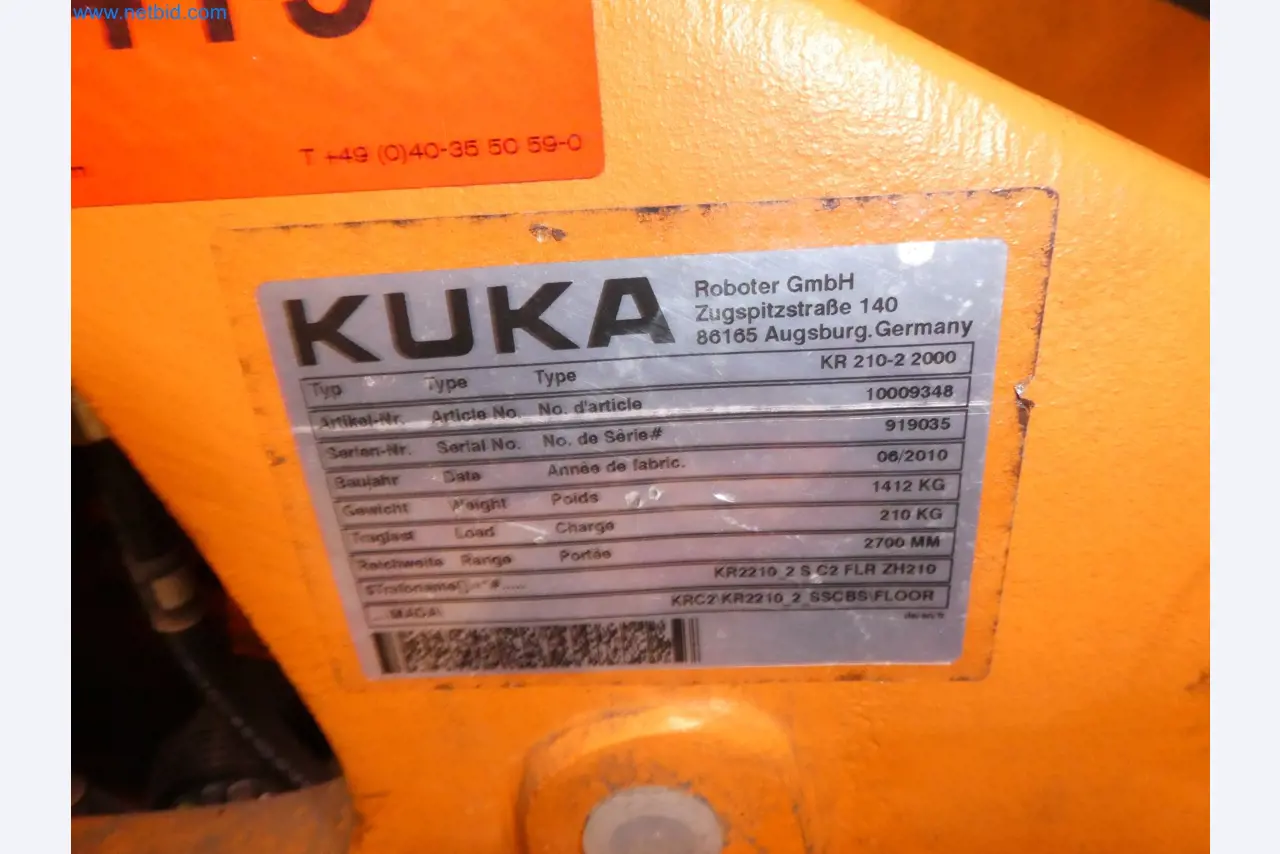 www.netbid.com
T +49 (0)40-35 50 59-0
KUKA
Roboter GmbH
Zugspitzstraße 140
86165 Augsburg.Germany
Typ Type Type KR 210-2 2000
Artikel-Nr. Article No. No. d'article 10009348
Serien-Nr. Serial No. No. de Série# 919035
Baujahr Date Année de fabric. 06/2010
Gewicht Weight Poids 1412 KG
Traglast Load Charge 210 KG
Reichweite Range Portée 2700 MM
KR2210_2 S C2 FLR ZH210
...MADA\ KRC2\KR2210_2_SSCBS\FLOOR